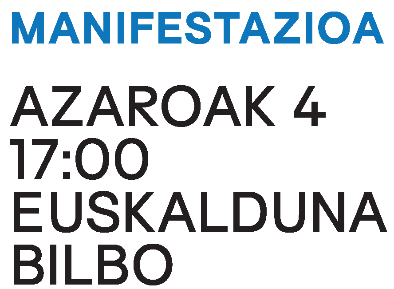 MANIFESTAZIOA
AZAROAK 4
17:00
EUSKALDUNA
BILBO